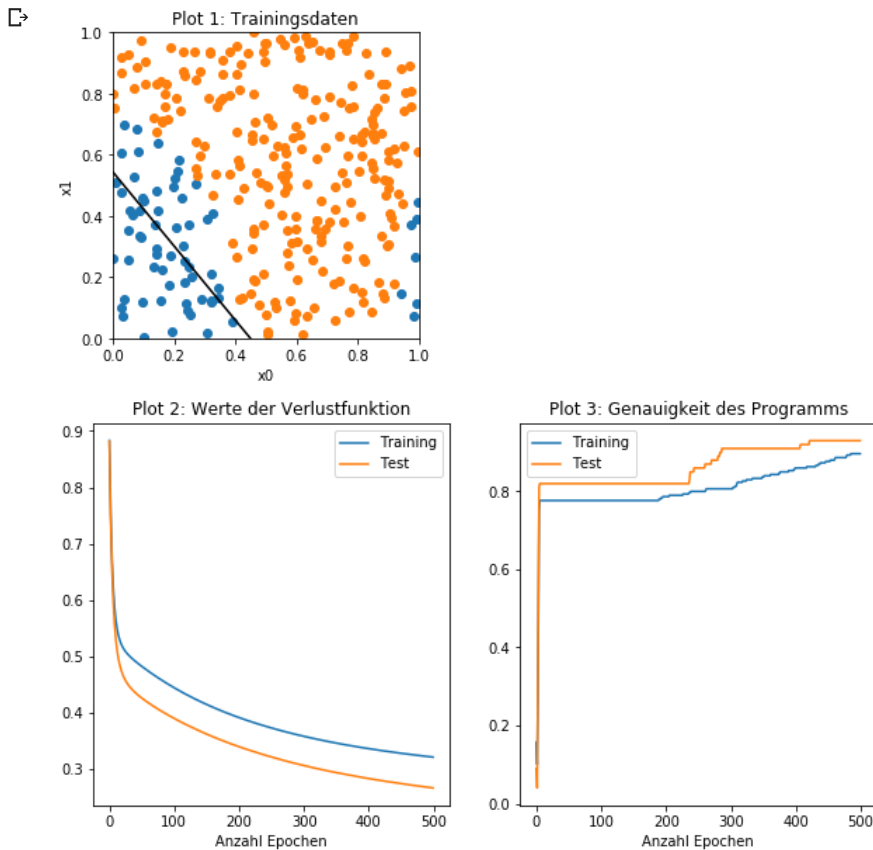 Plot 1: Trainingsdaten
1.0
0.8
0.6
0.4
0.2
0.0
x1
0.0 0.2 0.4 0.6 0.8 1.0
x0
Plot 2: Werte der Verlustfunktion
0.9
0.8
0.7
0.6
0.5
0.4
0.3
Training
Test
0 100 200 300 400 500
Anzahl Epochen
Plot 3: Genauigkeit des Programms
0.8
0.6
0.4
0.2
0.0
Training
Test
0 100 200 300 400 500
Anzahl Epochen